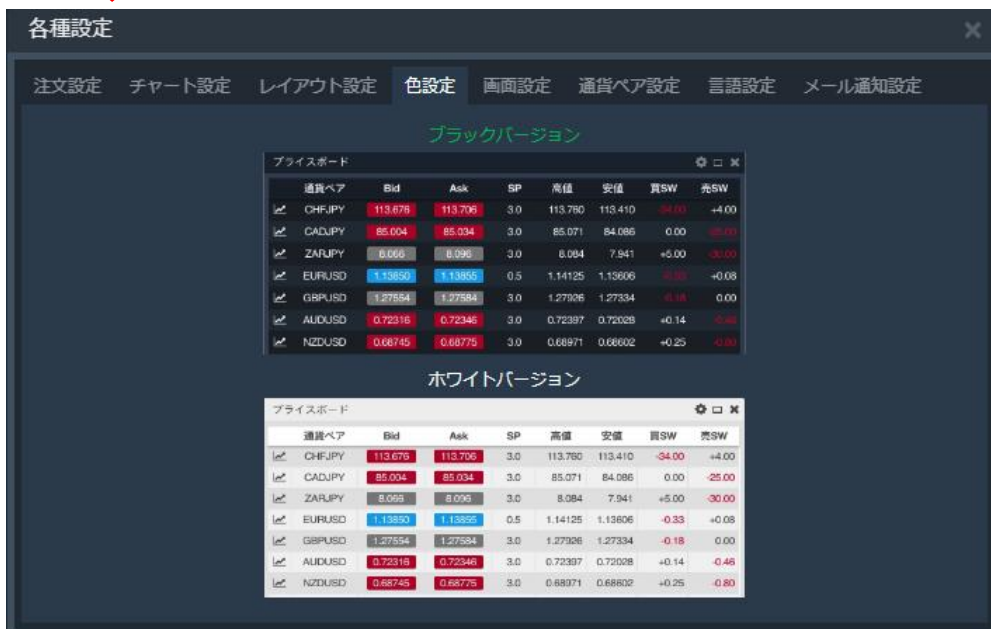 各種設定
注文設定 チャート設定 レイアウト設定 色設定 画面設定 通貨ペア設定 言語設定 メール通知設定
ブラックバージョン
プライスボード
通貨ペア Bid Ask SP 高値 安値 買SW 売SW
CHFJPY 113.676 113.706 3.0 113.760 113.410 -34.00 +4.00
CADJPY 85.004 85.034 3.0 85.071 84.086 0.00 -25.00
ZARJPY 8.066 8.096 3.0 8.084 7.941 +5.00 -30.00
EURUSD 1.13850 1.13855 0.5 1.14125 1.13606 -0.33 +0.08
GBPUSD 1.27554 1.27584 3.0 1.27926 1.27334 -0.18 0.00
AUDUSD 0.72316 0.72346 3.0 0.72397 0.72028 +0.14 -0.46
NZDUSD 0.68745 0.68775 3.0 0.68971 0.68602 +0.25 -0.80
ホワイトバージョン
プライスボード
通貨ペア Bid Ask SP 高値 安値 買SW 売SW
CHFJPY 113.676 113.706 3.0 113.760 113.410 -34.00 +4.00
CADJPY 85.004 85.034 3.0 85.071 84.086 0.00 -25.00
ZARJPY 8.066 8.096 3.0 8.084 7.941 +5.00 -30.00
EURUSD 1.13850 1.13855 0.5 1.14125 1.13606 -0.33 +0.08
GBPUSD 1.27554 1.27584 3.0 1.27926 1.27334 -0.18 0.00
AUDUSD 0.72316 0.72346 3.0 0.72397 0.72028 +0.14 -0.46
NZDUSD 0.68745 0.68775 3.0 0.68971 0.68602 +0.25 -0.80